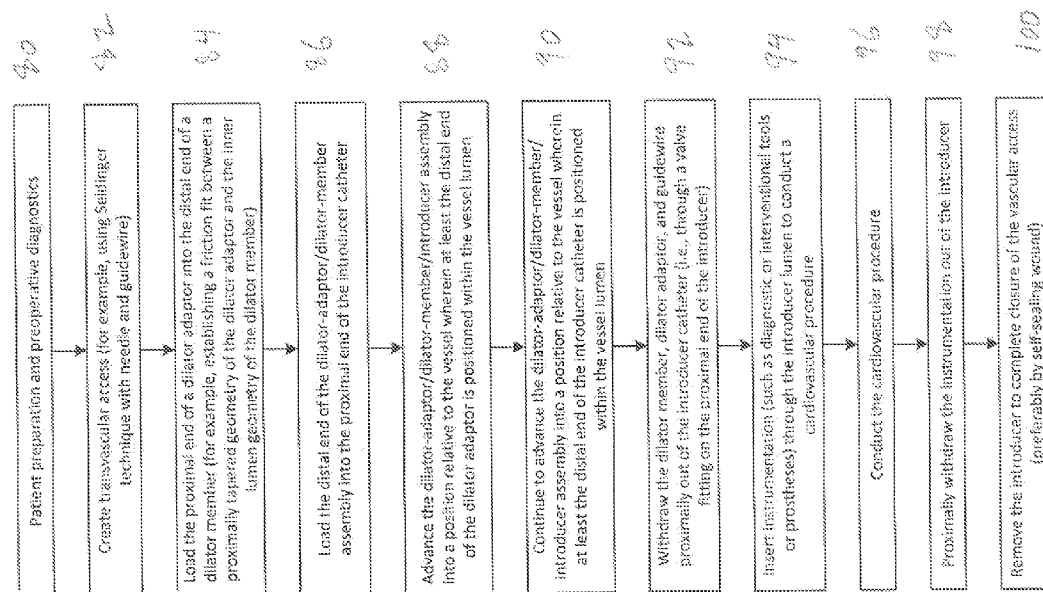 Patient preparation and preoperative diagnostics
80
Create transvascular access (for example, using Seldinger
technique with needle and guidewire)
82
Load the proximal end of a dilator adaptor into the distal end of a
dilator member (for example, establishing a friction fit between a
proximally tapered geometry of the dilator adaptor and the inner
lumen geometry of the dilator member)
84
Load the distal end of the dilator-adaptor/dilator-member
assembly into the proximal end of the introducer catheter
86
Advance the dilator-adaptor/dilator-member/introducer assembly
into a position relative to the vessel wherein at least the distal end
of the dilator adaptor is positioned within the vessel lumen
88
Continue to advance the dilator-adaptor/dilator-member/
introducer assembly into a position relative to the vessel wherein
at least the distal end of the introducer catheter is positioned
within the vessel lumen
90
Withdraw the dilator member, dilator adaptor, and guidewire
proximally out of the introducer catheter (i.e., through a valve
fitting on the proximal end of the introducer)
92
Insert instrumentation (such as diagnostic or interventional tools
or prostheses) through the introducer lumen to conduct a
cardiovascular procedure
94
Conduct the cardiovascular procedure
96
Proximally withdraw the instrumentation out of the introducer
98
Remove the introducer to complete closure of the vascular access
(preferably by self-sealing wound)
100